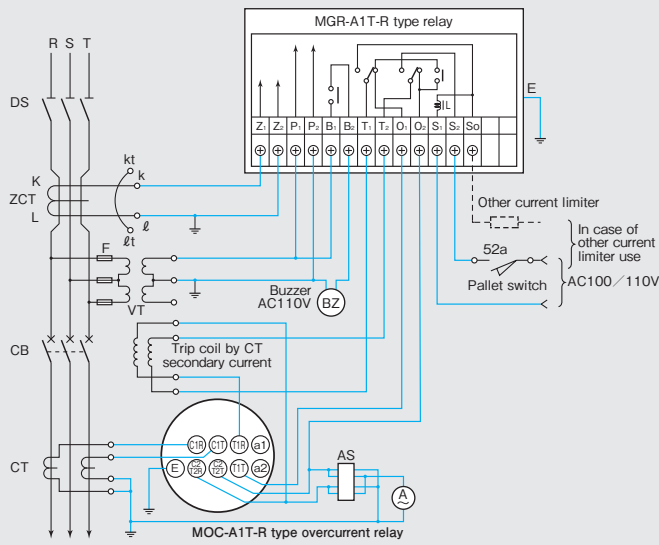 MGR-A1T-R type relay
R S T
DS
E
L
Z1 Z2 P1 P2 B1 B2 T1 T2 O1 O2 S1 S2 So
kt
K k
ZCT
L ℓ
ℓt
Other current limiter
In case of
other current
limiter use
F
52a
Pallet switch
AC100/110V
Buzzer
AC110V
BZ
VT
CB
Trip coil by CT
secondary current
C1R C1T T1R a1
CT
E C2 T2R C2 T2T T1T a2
AS
A
MOC-A1T-R type overcurrent relay